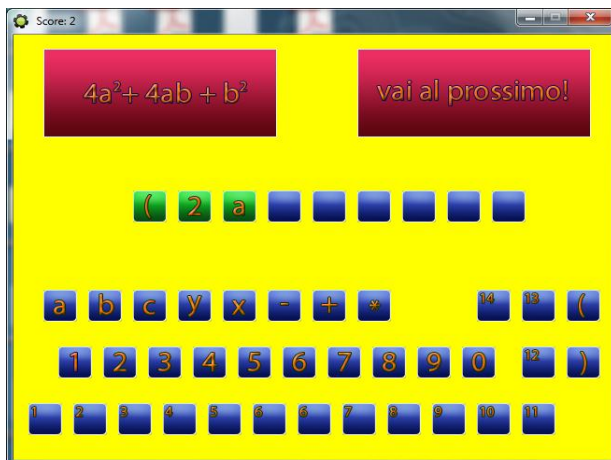 Score: 2
4a²+ 4ab + b²
vai al prossimo!
( 2 a
a b c y x - + * 14 13 (
1 2 3 4 5 6 7 8 9 0 12 )
1 2 3 4 5 6 6 7 8 9 10 11